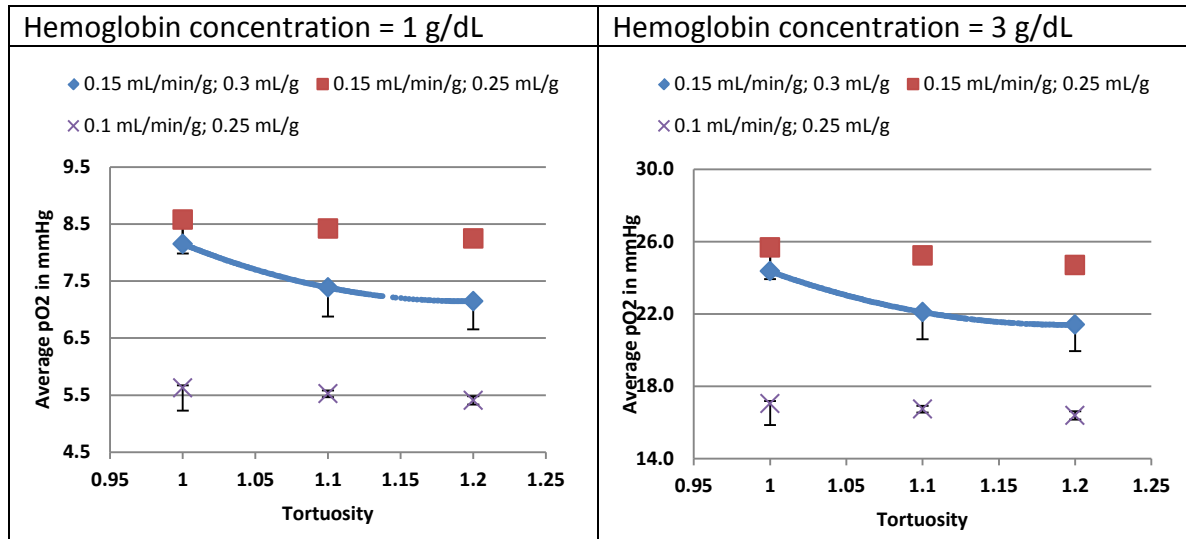 Hemoglobin concentration = 1 g/dL
0.15 mL/min/g; 0.3 mL/g 0.15 mL/min/g; 0.25 mL/g
0.1 mL/min/g; 0.25 mL/g
Average pO2 in mmHg
9.5
8.5
7.5
6.5
5.5
4.5
0.95 1 1.05 1.1 1.15 1.2 1.25
Tortuosity
Hemoglobin concentration = 3 g/dL
0.15 mL/min/g; 0.3 mL/g 0.15 mL/min/g; 0.25 mL/g
0.1 mL/min/g; 0.25 mL/g
Average pO2 in mmHg
30.0
26.0
22.0
18.0
14.0
0.95 1 1.05 1.1 1.15 1.2 1.25
Tortuosity